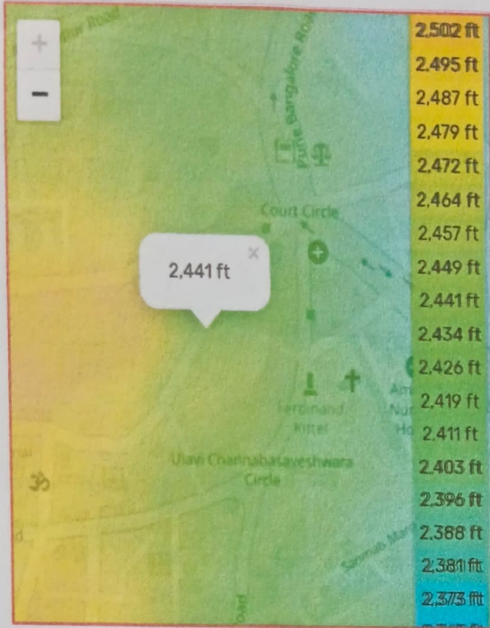 +
2,502 ft
2,495 ft
2,487 ft
2,479 ft
2,472 ft
2,464 ft
2,457 ft
2,449 ft
2,441 ft
2,434 ft
2,426 ft
2,419 ft
2,411 ft
2,403 ft
2,396 ft
2,388 ft
2,381 ft
2,373 ft
Road
Pune Bangalore Road
Court Circle
2,441 ft
×
Ferdinand
Kittel
Ulavi Channabasaveshwara
Circle
ॐ